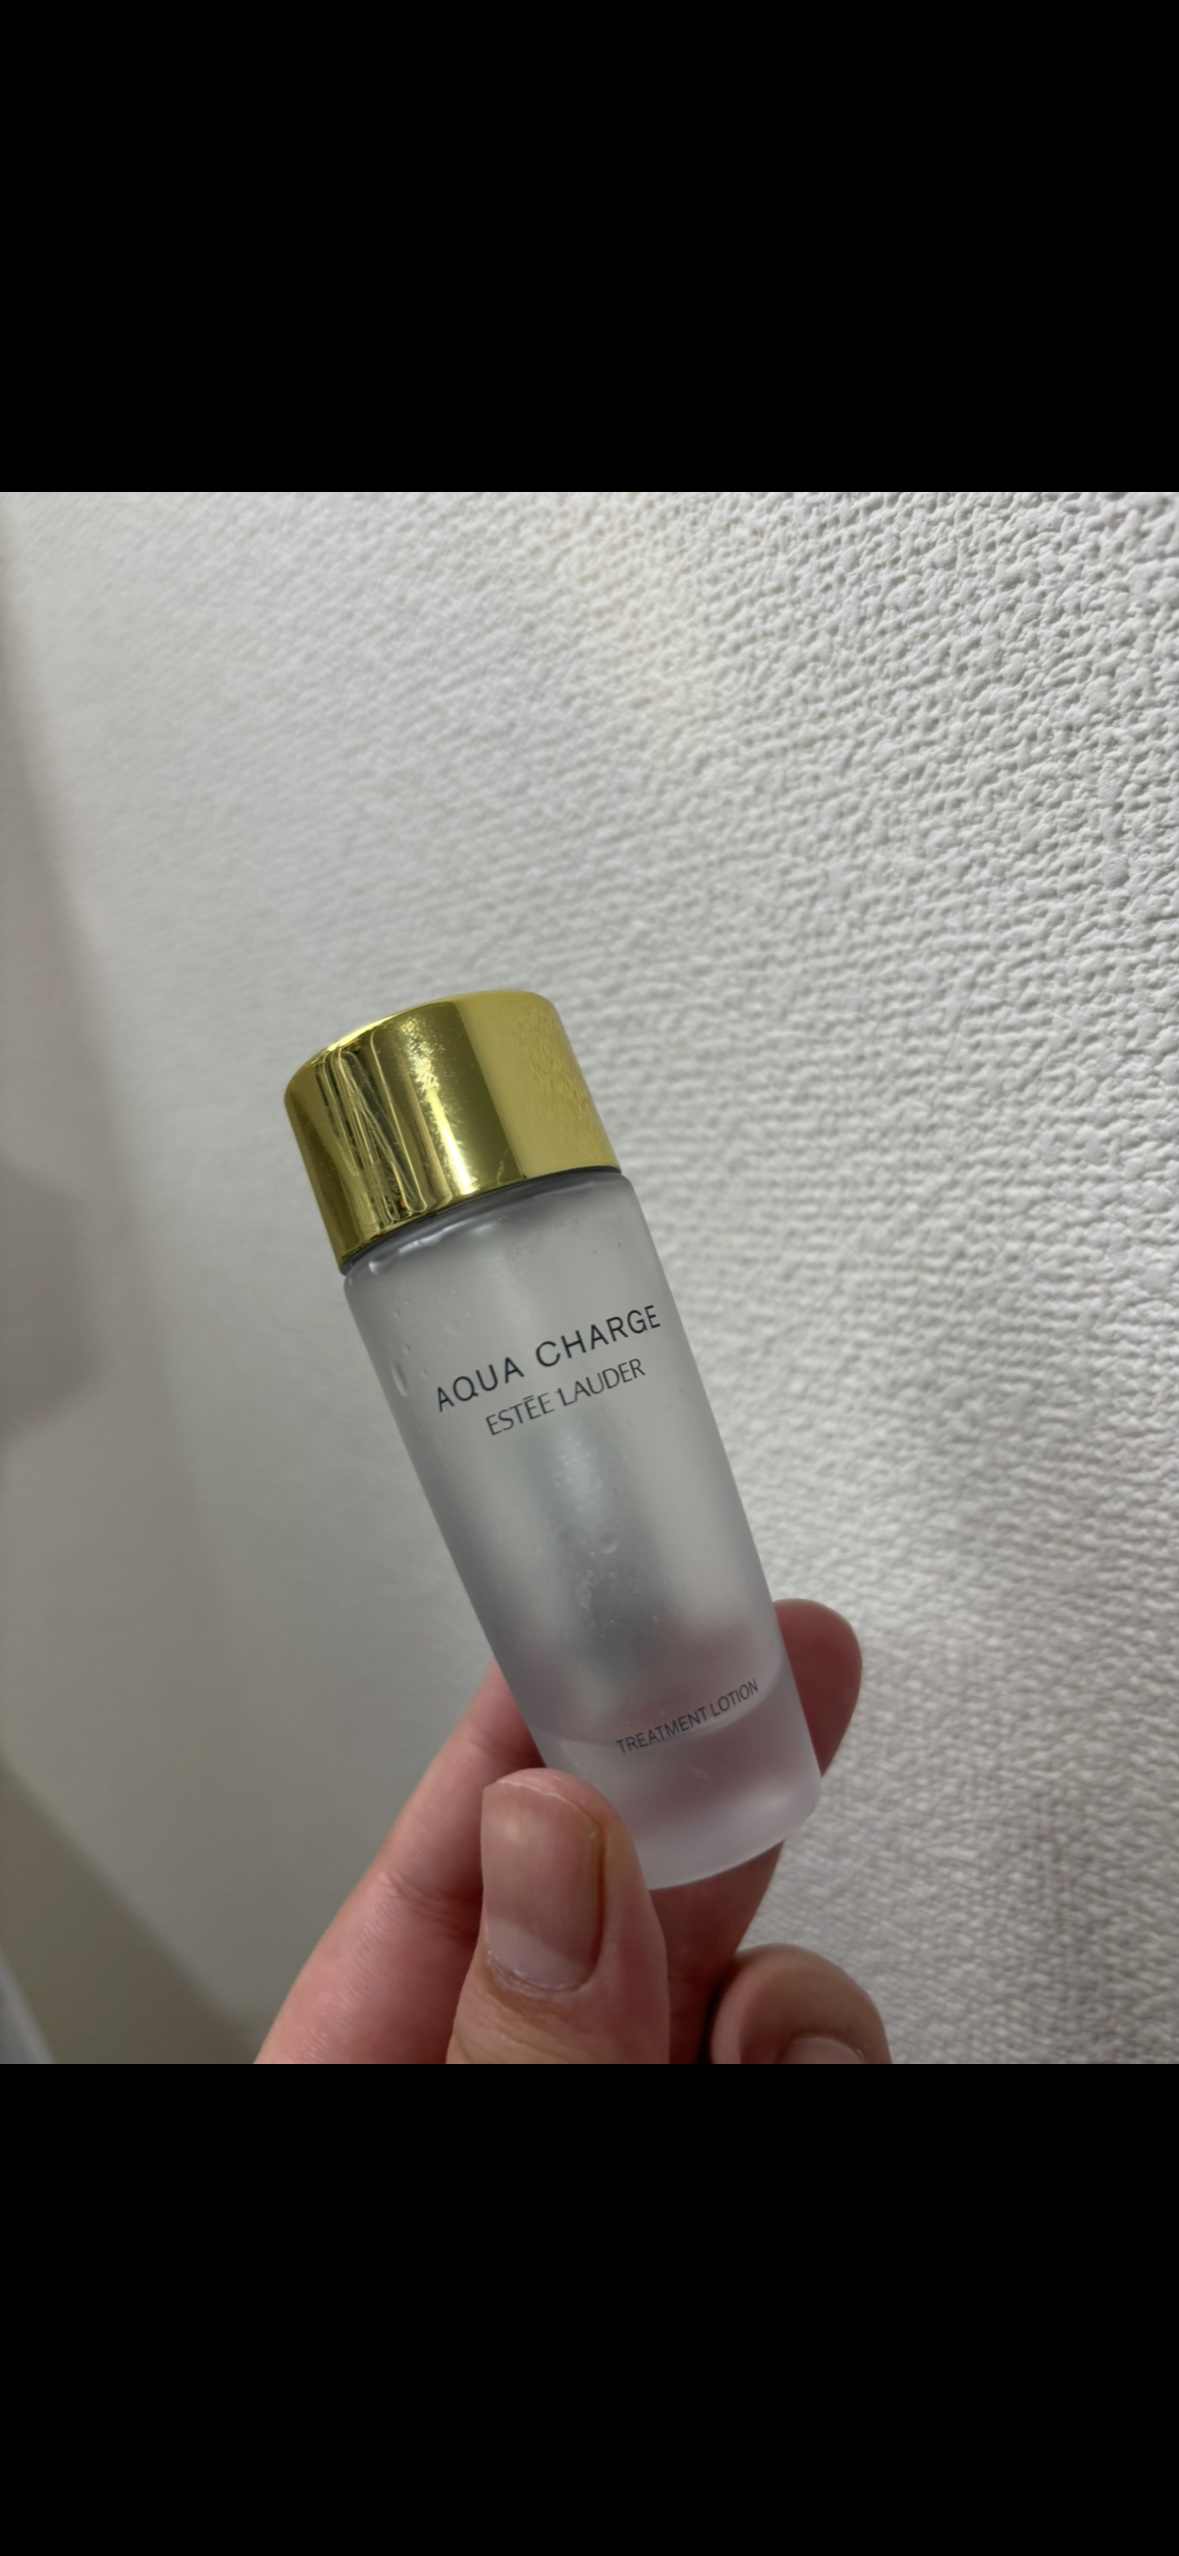 AQUA CHARGE
ESTĒE LAUDER
TREATMENT LOTION